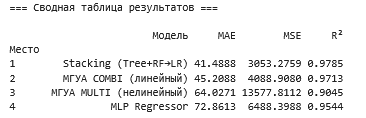 === Сводная таблица результатов ===
Модель MAE MSE R²
Место
1 Stacking (Tree+RF+LR) 41.4888 3053.2759 0.9785
2 МГУА COMBI (линейный) 45.2088 4088.9080 0.9713
3 МГУА MULTI (нелинейный) 64.0271 13577.8112 0.9045
4 MLP Regressor 72.8613 6488.3988 0.9544